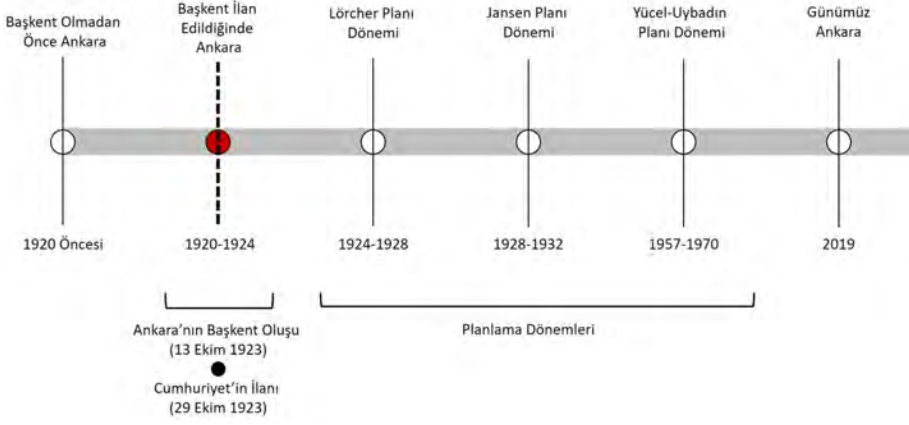 Başkent Olmadan
Önce Ankara
Başkent İlan
Edildiğinde
Ankara
Lörcher Planı
Dönemi
Jansen Planı
Dönemi
Yücel-Uybadın
Planı Dönemi
Günümüz
Ankara
1920 Öncesi
1920-1924
1924-1928
1928-1932
1957-1970
2019
Ankara'nın Başkent Oluşu
(13 Ekim 1923)
Cumhuriyet'in İlanı
(29 Ekim 1923)
Planlama Dönemleri